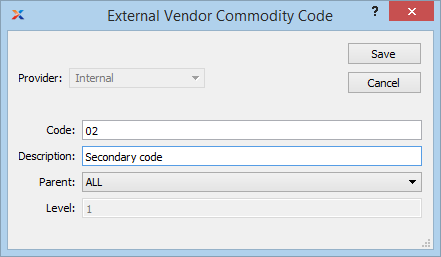 External Vendor Commodity Code
?
Save
Provider: Internal
Cancel
Code: 02
Description: Secondary code
Parent: ALL
Level: 1